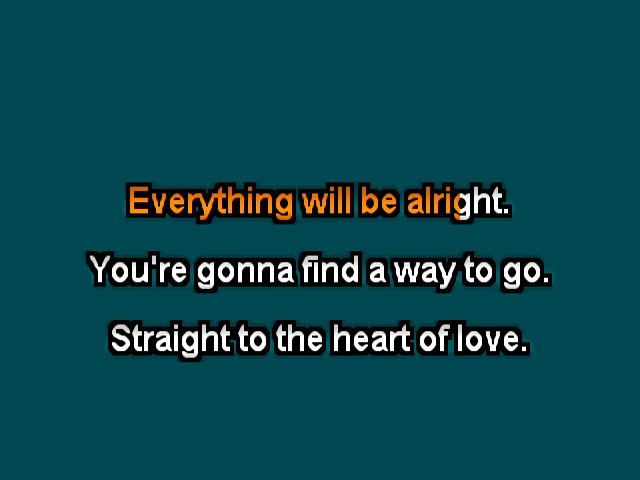 Everything will be alright.
You're gonna find a way to go.
Straight to the heart of love.